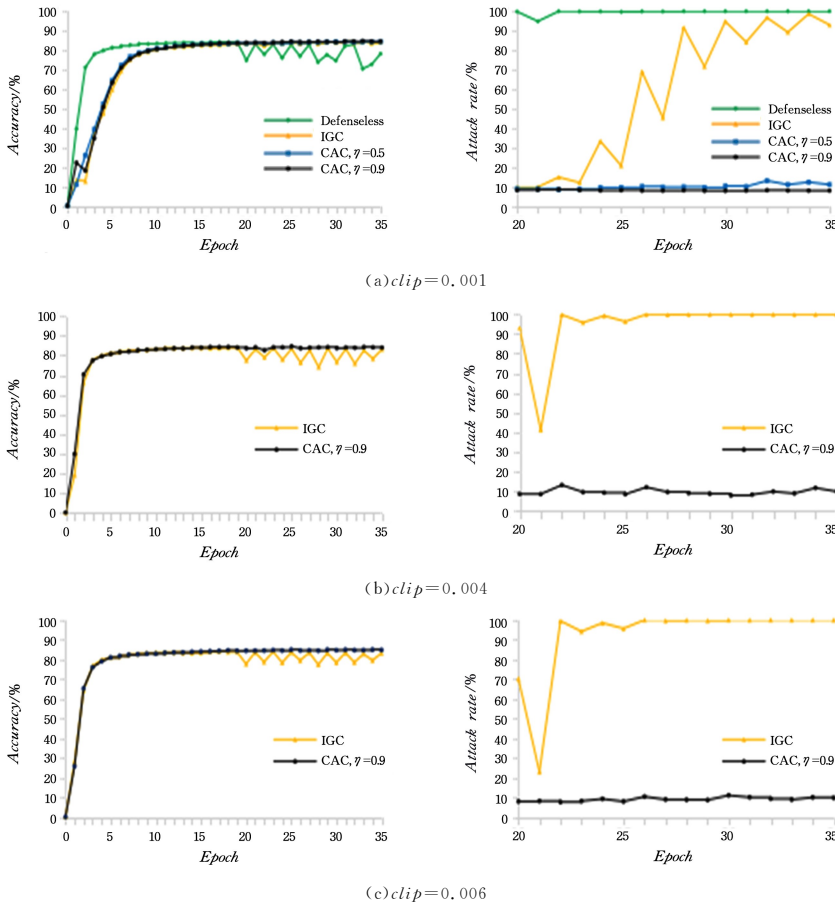 Accuracy/%
100
90
80
70
60
50
40
30
20
10
0
0 5 10 15 20 25 30 35
Epoch
Defenseless
IGC
CAC, η=0.5
CAC, η=0.9
Attack rate/%
100
90
80
70
60
50
40
30
20
10
0
20 25 30 35
Epoch
Defenseless
IGC
CAC, η=0.5
CAC, η=0.9
(a)clip=0.001
Accuracy/%
100
90
80
70
60
50
40
30
20
10
0
0 5 10 15 20 25 30 35
Epoch
IGC
CAC, η=0.9
Attack rate/%
100
90
80
70
60
50
40
30
20
10
0
20 25 30 35
Epoch
IGC
CAC, η=0.9
(b)clip=0.004
Accuracy/%
100
90
80
70
60
50
40
30
20
10
0
0 5 10 15 20 25 30 35
Epoch
IGC
CAC, η=0.9
Attack rate/%
100
90
80
70
60
50
40
30
20
10
0
20 25 30 35
Epoch
IGC
CAC, η=0.9
(c)clip=0.006